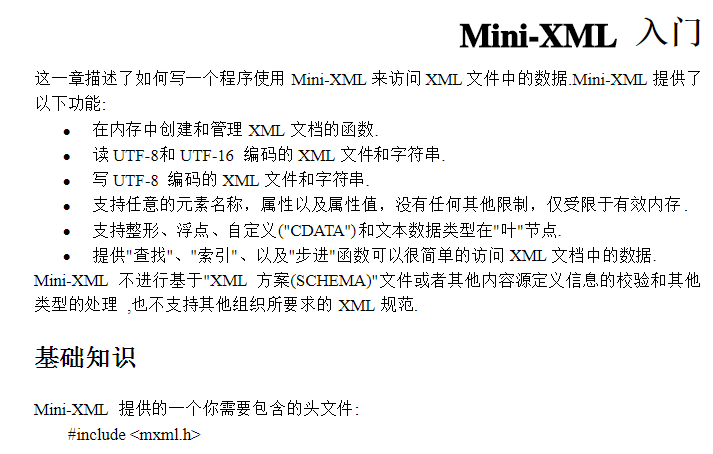 Mini-XML 入门
这一章描述了如何写一个程序使用 Mini-XML 来访问 XML 文件中的数据.Mini-XML 提供了
以下功能:
● 在内存中创建和管理 XML 文档的函数.
● 读 UTF-8和 UTF-16 编码的 XML 文件和字符串.
● 写 UTF-8 编码的 XML 文件和字符串.
● 支持任意的元素名称，属性以及属性值，没有任何其他限制，仅受限于有效内存.
● 支持整形、浮点、自定义("CDATA")和文本数据类型在"叶"节点.
● 提供"查找"、"索引"、以及"步进"函数可以很简单的访问 XML 文档中的数据.
Mini-XML 不进行基于"XML 方案(SCHEMA)"文件或者其他内容源定义信息的校验和其他
类型的处理 ,也不支持其他组织所要求的 XML 规范.
基础知识
Mini-XML 提供的一个你需要包含的头文件:
#include <mxml.h>